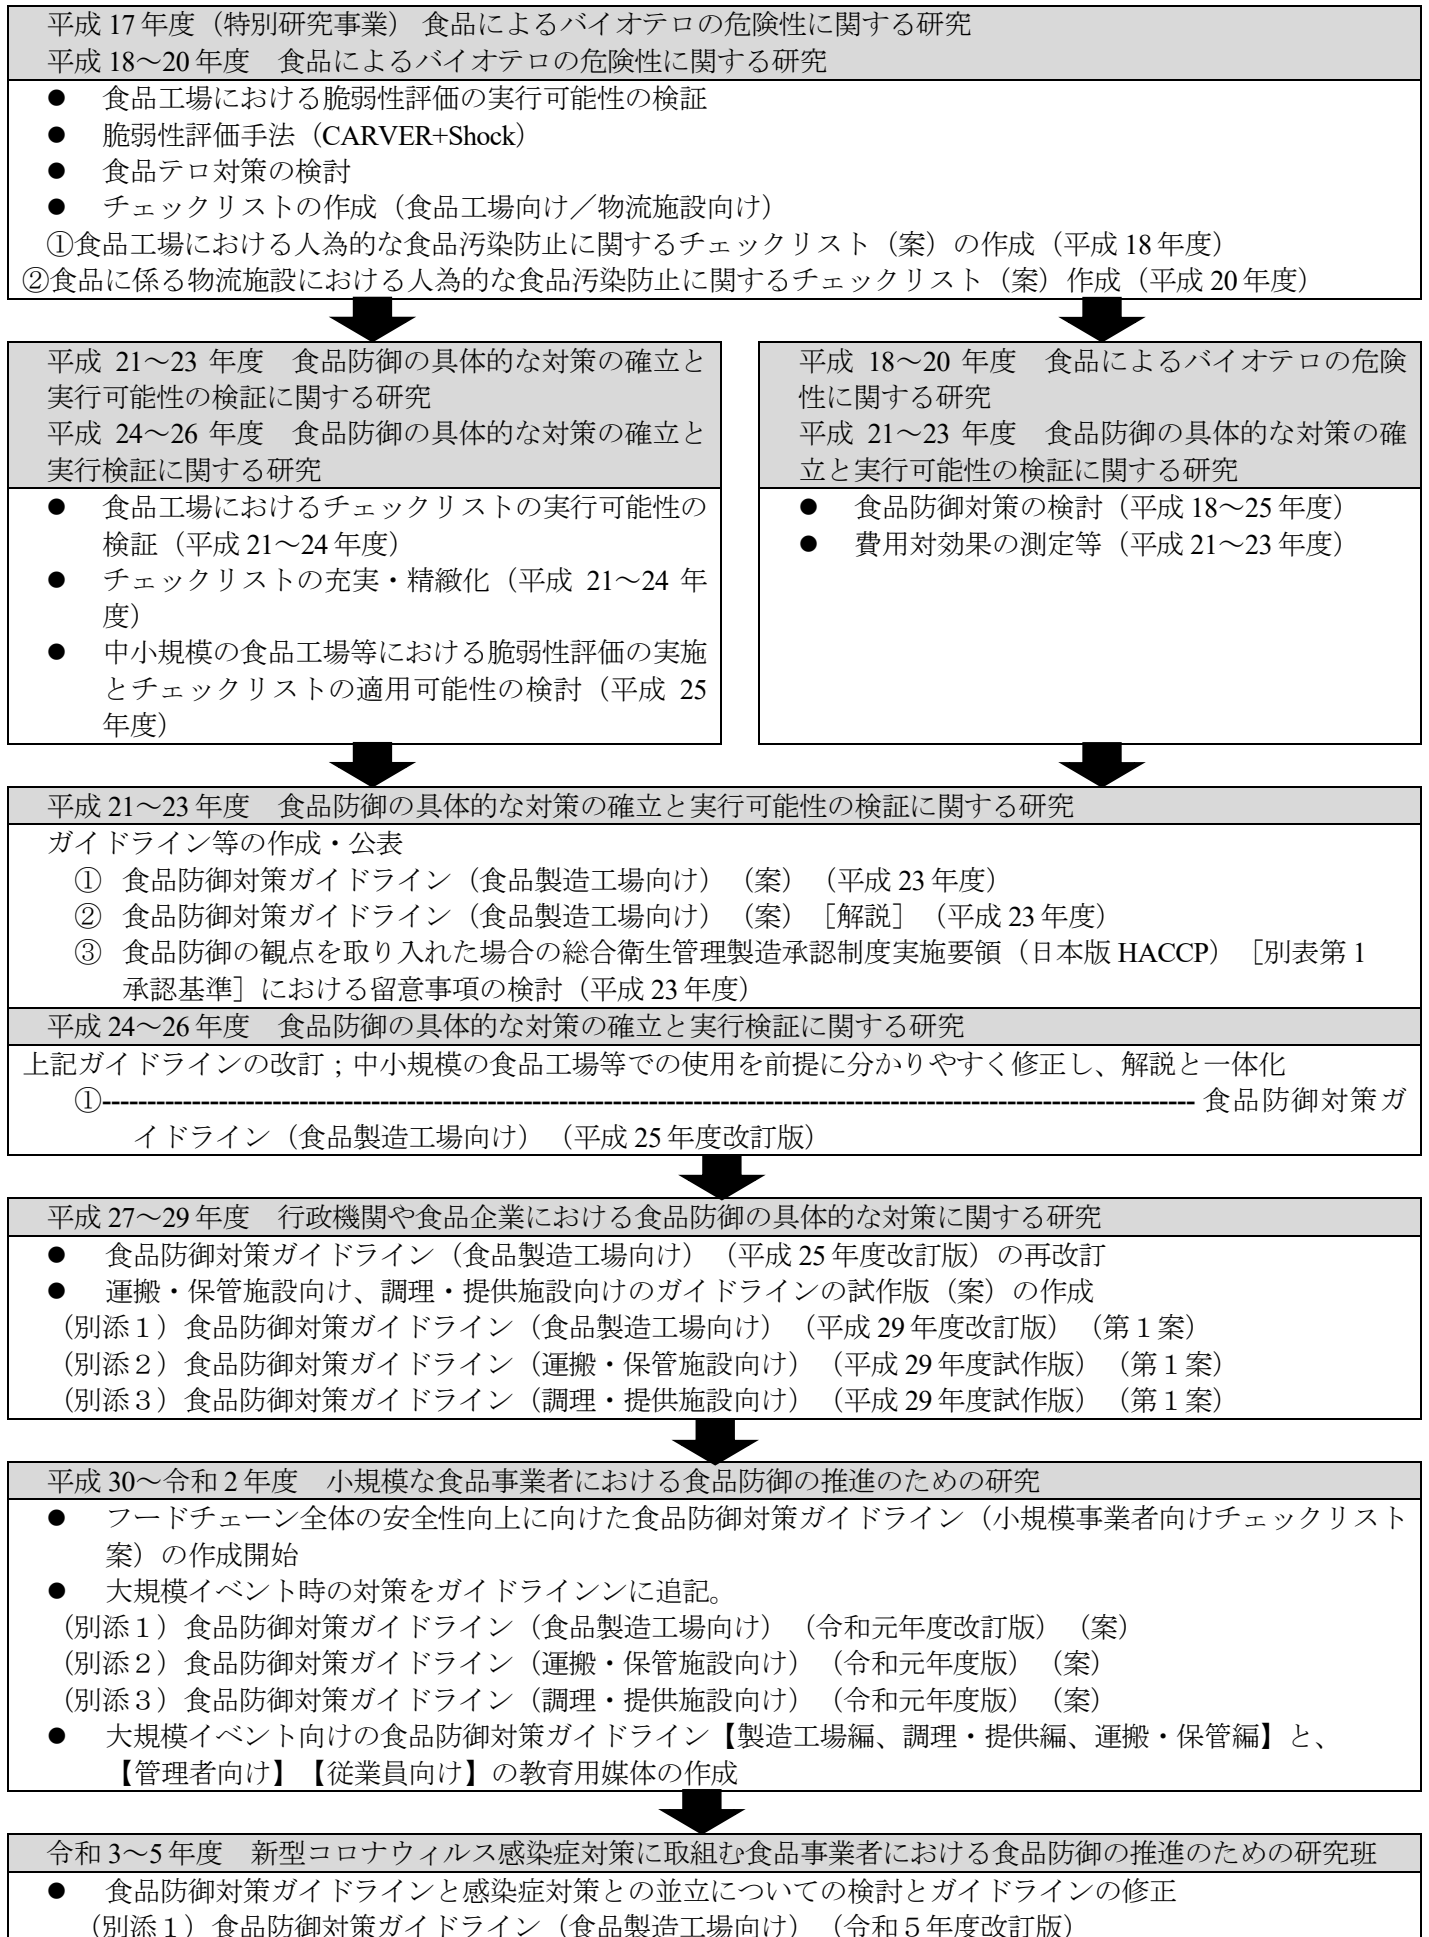 平成 17 年度（特別研究事業） 食品によるバイオテロの危険性に関する研究
平成 18～20 年度　食品によるバイオテロの危険性に関する研究
● 食品工場における脆弱性評価の実行可能性の検証
● 脆弱性評価手法（CARVER+Shock）
● 食品テロ対策の検討
● チェックリストの作成（食品工場向け／物流施設向け）
①食品工場における人為的な食品汚染防止に関するチェックリスト（案）の作成（平成 18 年度）
②食品に係る物流施設における人為的な食品汚染防止に関するチェックリスト（案）作成（平成 20 年度）
平成 21～23 年度　食品防御の具体的な対策の確立と
実行可能性の検証に関する研究
平成 24～26 年度　食品防御の具体的な対策の確立と
実行検証に関する研究
● 食品工場におけるチェックリストの実行可能性の
検証（平成 21～24 年度）
● チェックリストの充実・精緻化（平成 21～24 年
度）
● 中小規模の食品工場等における脆弱性評価の実施
とチェックリストの適用可能性の検討（平成 25
年度）
平成 18～20 年度　食品によるバイオテロの危険
性に関する研究
平成 21～23 年度　食品防御の具体的な対策の確
立と実行可能性の検証に関する研究
● 食品防御対策の検討（平成 18～25 年度）
● 費用対効果の測定等（平成 21～23 年度）
平成 21～23 年度　食品防御の具体的な対策の確立と実行可能性の検証に関する研究
ガイドライン等の作成・公表
① 食品防御対策ガイドライン（食品製造工場向け）（案）（平成 23 年度）
② 食品防御対策ガイドライン（食品製造工場向け）（案）［解説］（平成 23 年度）
③ 食品防御の観点を取り入れた場合の総合衛生管理製造承認制度実施要領（日本版 HACCP）［別表第 1
承認基準］における留意事項の検討（平成 23 年度）
平成 24～26 年度　食品防御の具体的な対策の確立と実行検証に関する研究
上記ガイドラインの改訂；中小規模の食品工場等での使用を前提に分かりやすく修正し、解説と一体化
①------------------------------------------------------------------------------------------- 食品防御対策ガ
イドライン（食品製造工場向け）（平成 25 年度改訂版）
平成 27～29 年度　行政機関や食品企業における食品防御の具体的な対策に関する研究
● 食品防御対策ガイドライン（食品製造工場向け）（平成 25 年度改訂版）の再改訂
● 運搬・保管施設向け、調理・提供施設向けのガイドラインの試作版（案）の作成
（別添１）食品防御対策ガイドライン（食品製造工場向け）（平成 29 年度改訂版）（第１案）
（別添２）食品防御対策ガイドライン（運搬・保管施設向け）（平成 29 年度試作版）（第１案）
（別添３）食品防御対策ガイドライン（調理・提供施設向け）（平成 29 年度試作版）（第１案）
平成 30～令和 2 年度　小規模な食品事業者における食品防御の推進のための研究
● フードチェーン全体の安全性向上に向けた食品防御対策ガイドライン（小規模事業者向けチェックリスト
案）の作成開始
● 大規模イベント時の対策をガイドラインンに追記。
（別添１）食品防御対策ガイドライン（食品製造工場向け）（令和元年度改訂版）（案）
（別添２）食品防御対策ガイドライン（運搬・保管施設向け）（令和元年度版）（案）
（別添３）食品防御対策ガイドライン（調理・提供施設向け）（令和元年度版）（案）
● 大規模イベント向けの食品防御対策ガイドライン【製造工場編、調理・提供編、運搬・保管編】と、
【管理者向け】【従業員向け】の教育用媒体の作成
令和 3～5 年度　新型コロナウィルス感染症対策に取組む食品事業者における食品防御の推進のための研究班
● 食品防御対策ガイドラインと感染症対策との並立についての検討とガイドラインの修正
（別添１）食品防御対策ガイドライン（食品製造工場向け）（令和５年度改訂版）